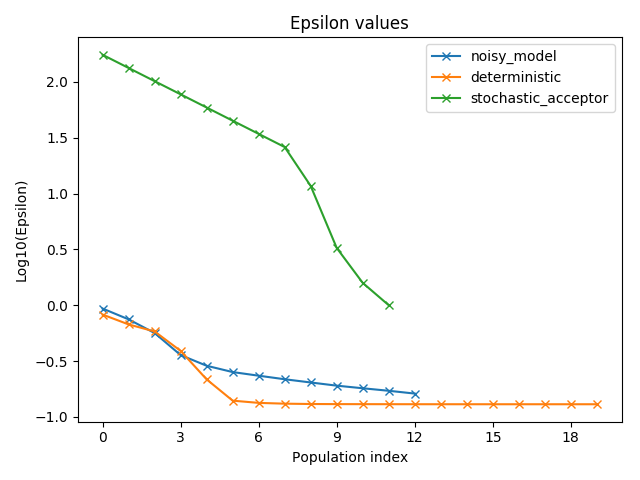 Epsilon values
noisy_model
deterministic
stochastic_acceptor
Log10(Epsilon)
2.0
1.5
1.0
0.5
0.0
−0.5
−1.0
0 3 6 9 12 15 18
Population index